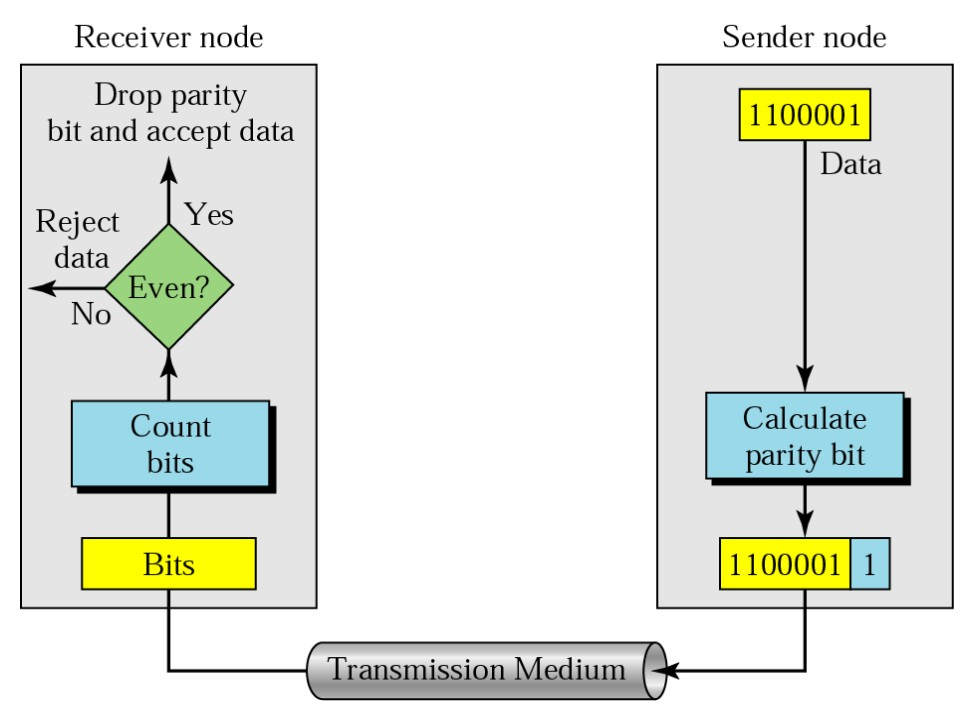 Receiver node
Drop parity
bit and accept data
Yes
Reject
data
Even?
No
Count
bits
Bits
Sender node
1100001
Data
Calculate
parity bit
1100001 1
Transmission Medium